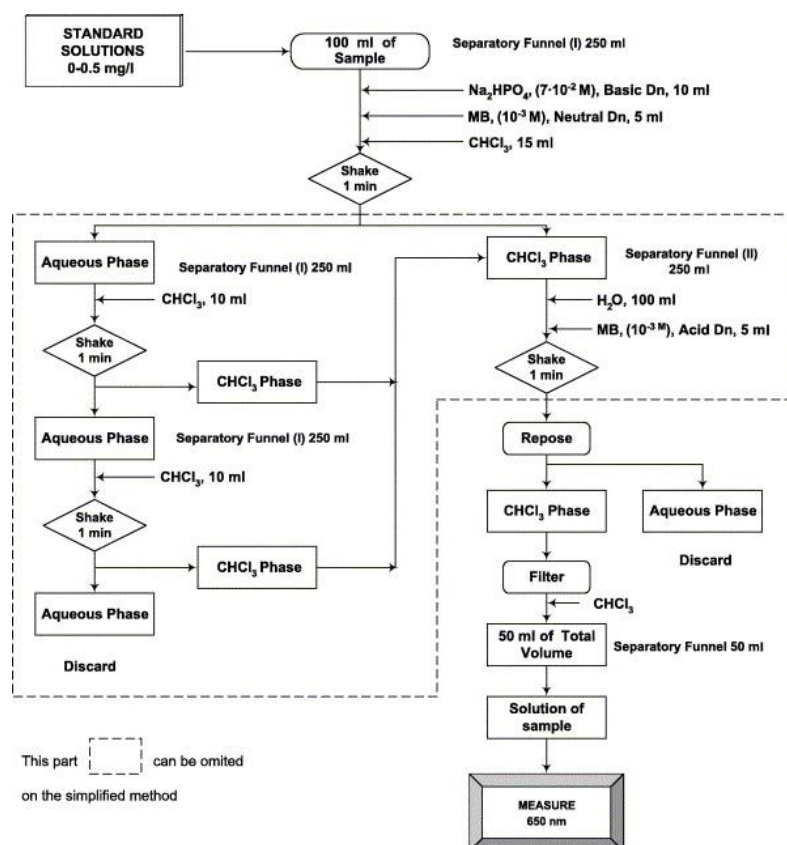 STANDARD
SOLUTIONS
0-0.5 mg/l
100 ml of
Sample
Separatory Funnel (I) 250 ml
Na₂HPO₄, (7·10⁻² M), Basic Dn, 10 ml
MB, (10⁻³ M), Neutral Dn, 5 ml
CHCl₃, 15 ml
Shake
1 min
Aqueous Phase
Separatory Funnel (I) 250 ml
CHCl₃, 10 ml
Shake
1 min
CHCl₃ Phase
Aqueous Phase
Separatory Funnel (I) 250 ml
CHCl₃, 10 ml
Shake
1 min
CHCl₃ Phase
Aqueous Phase
Discard
CHCl₃ Phase
Separatory Funnel (II)
250 ml
H₂O, 100 ml
MB, (10⁻³ M), Acid Dn, 5 ml
Shake
1 min
Repose
CHCl₃ Phase
Aqueous Phase
Discard
Filter
CHCl₃
50 ml of Total
Volume
Separatory Funnel 50 ml
Solution of
sample
MEASURE
650 nm
This part can be omited
on the simplified method